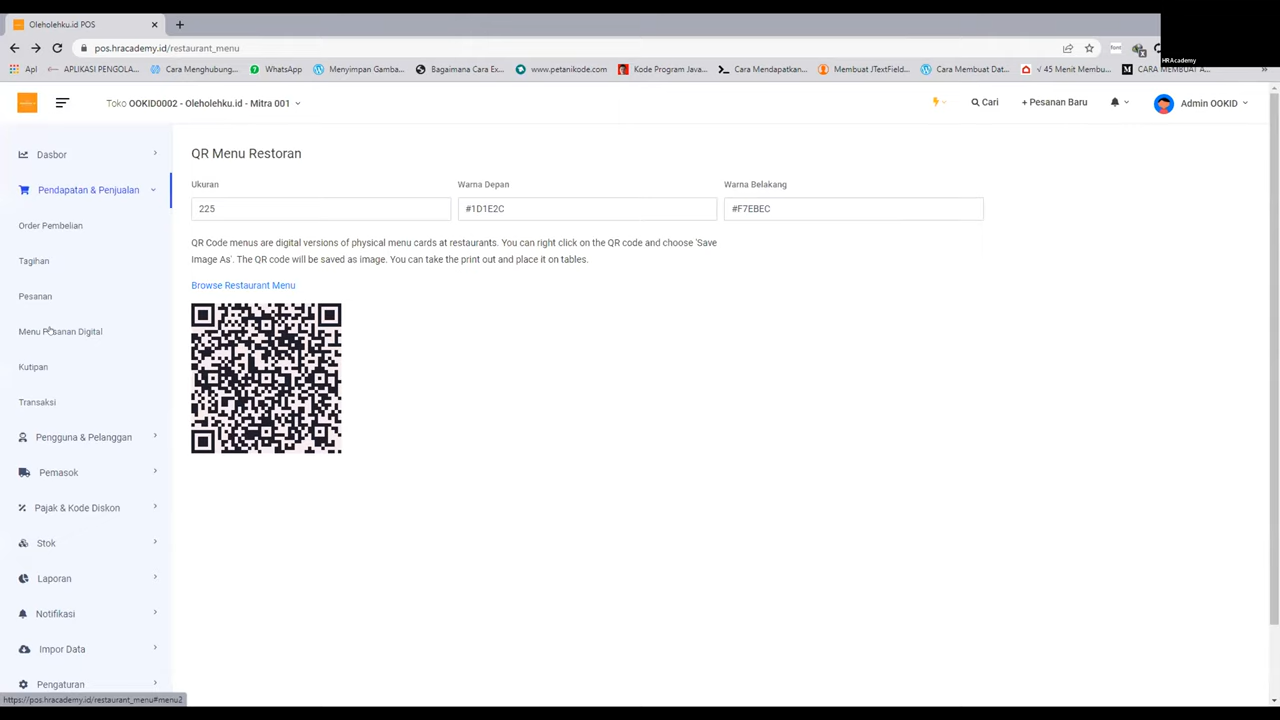 Oleholehku.id POS
HRAcademy
pos.hracademy.id/restaurant_menu
Apl
APLIKASI PENGOLA...
Cara Menghubung...
WhatsApp
Menyimpan Gamba...
Bagaimana Cara Ex...
www.petanikode.com
Kode Program Java...
Cara Mendapatkan...
Membuat JTextField...
Cara Membuat Dat...
√ 45 Menit Membu...
CARA MEMBUAT A...
Toko OOKID0002 - Oleholehku.id - Mitra 001
Cari
+ Pesanan Baru
Admin OOKID
Dasbor
Pendapatan & Penjualan
Order Pembelian
Tagihan
Pesanan
Menu Pesanan Digital
Kutipan
Transaksi
Pengguna & Pelanggan
Pemasok
Pajak & Kode Diskon
Stok
Laporan
Notifikasi
Impor Data
Pengaturan
QR Menu Restoran
Ukuran
Warna Depan
Warna Belakang
225
#1D1E2C
#F7EBEC
QR Code menus are digital versions of physical menu cards at restaurants. You can right click on the QR code and choose 'Save
Image As'. The QR code will be saved as image. You can take the print out and place it on tables.
Browse Restaurant Menu
https://pos.hracademy.id/restaurant_menu#menu2